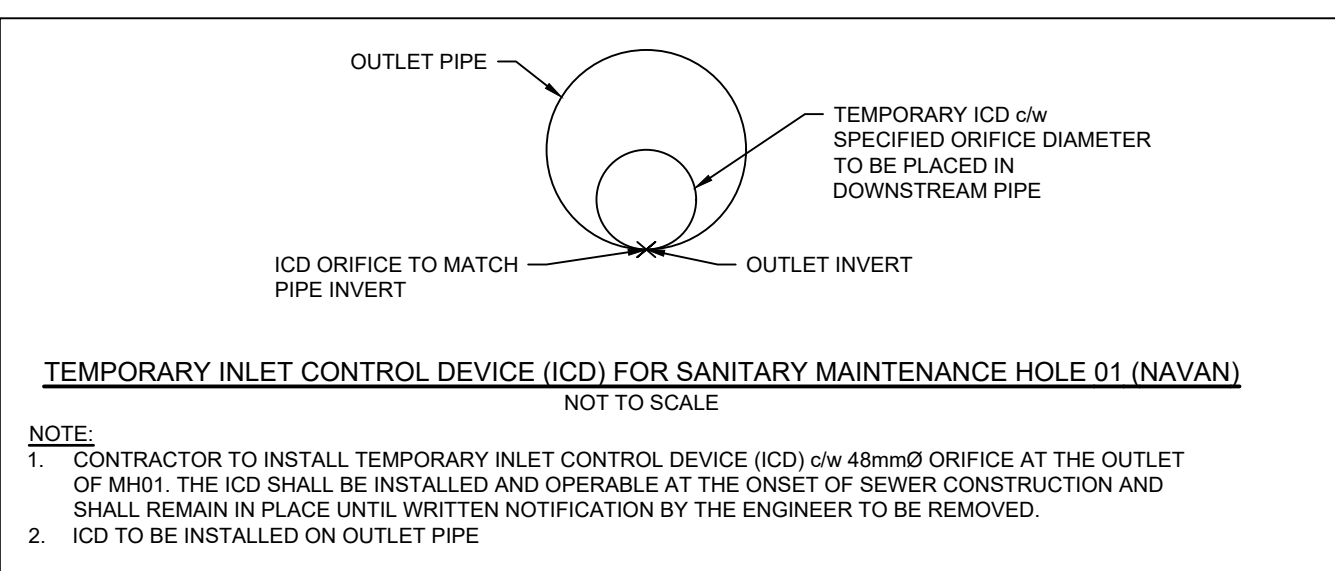 OUTLET PIPE
TEMPORARY ICD c/w
SPECIFIED ORIFICE DIAMETER
TO BE PLACED IN
DOWNSTREAM PIPE
ICD ORIFICE TO MATCH
PIPE INVERT
OUTLET INVERT
TEMPORARY INLET CONTROL DEVICE (ICD) FOR SANITARY MAINTENANCE HOLE 01 (NAVAN)
NOT TO SCALE
NOTE:
1. CONTRACTOR TO INSTALL TEMPORARY INLET CONTROL DEVICE (ICD) c/w 48mmØ ORIFICE AT THE OUTLET
OF MH01. THE ICD SHALL BE INSTALLED AND OPERABLE AT THE ONSET OF SEWER CONSTRUCTION AND
SHALL REMAIN IN PLACE UNTIL WRITTEN NOTIFICATION BY THE ENGINEER TO BE REMOVED.
2. ICD TO BE INSTALLED ON OUTLET PIPE